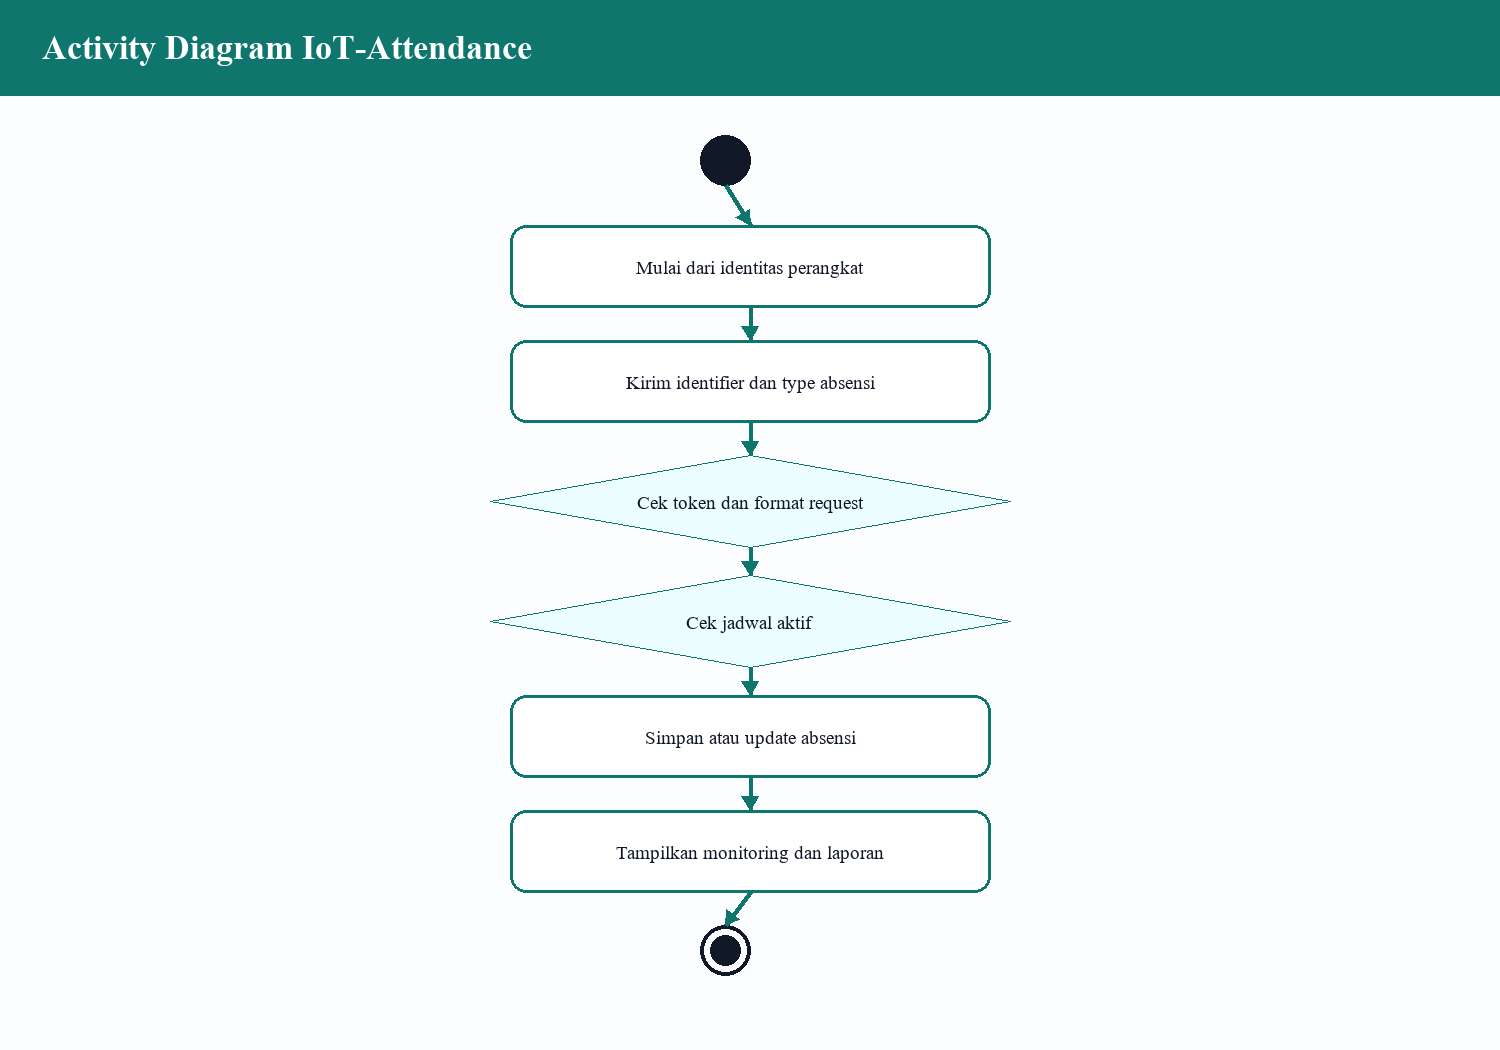 Activity Diagram IoT-Attendance
Mulai dari identitas perangkat
Kirim identifier dan type absensi
Cek token dan format request
Cek jadwal aktif
Simpan atau update absensi
Tampilkan monitoring dan laporan